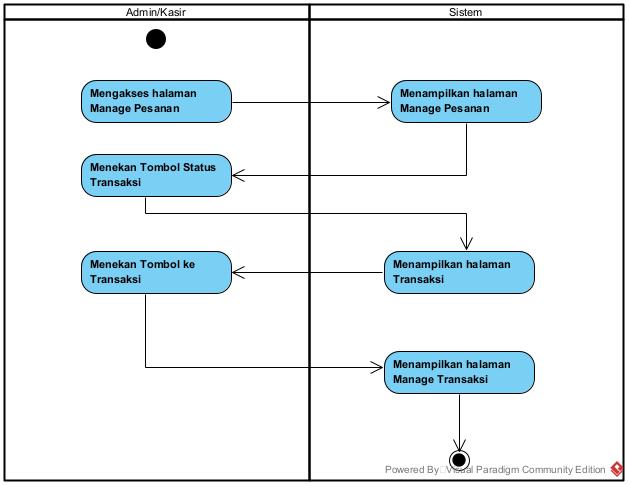 Admin/Kasir
Sistem
Mengakses halaman
Manage Pesanan
Menampilkan halaman
Manage Pesanan
Menekan Tombol Status
Transaksi
Menekan Tombol ke
Transaksi
Menampilkan halaman
Transaksi
Menampilkan halaman
Manage Transaksi
Powered By Visual Paradigm Community Edition